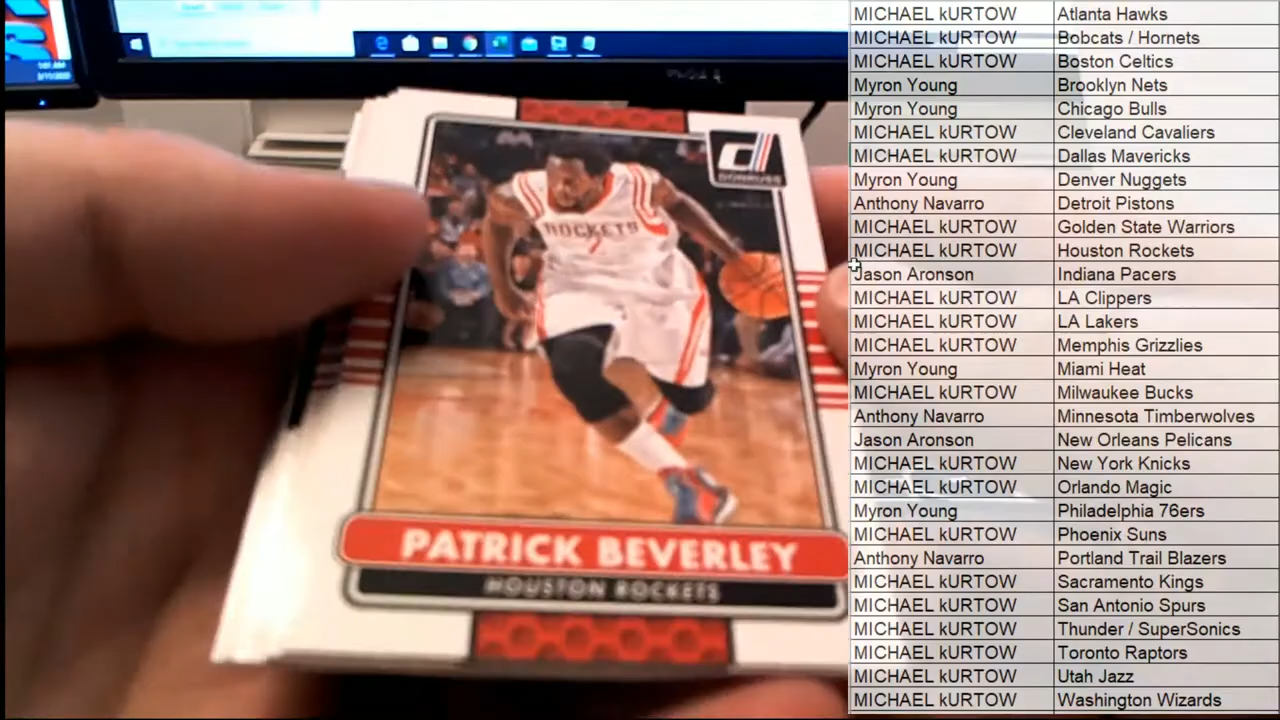 DONRUSS
ROCKETS
PATRICK BEVERLEY
HOUSTON ROCKETS
MICHAEL kURTOW Atlanta Hawks
MICHAEL kURTOW Bobcats / Hornets
MICHAEL kURTOW Boston Celtics
Myron Young Brooklyn Nets
Myron Young Chicago Bulls
MICHAEL kURTOW Cleveland Cavaliers
MICHAEL kURTOW Dallas Mavericks
Myron Young Denver Nuggets
Anthony Navarro Detroit Pistons
MICHAEL kURTOW Golden State Warriors
MICHAEL kURTOW Houston Rockets
Jason Aronson Indiana Pacers
MICHAEL kURTOW LA Clippers
MICHAEL kURTOW LA Lakers
MICHAEL kURTOW Memphis Grizzlies
Myron Young Miami Heat
MICHAEL kURTOW Milwaukee Bucks
Anthony Navarro Minnesota Timberwolves
Jason Aronson New Orleans Pelicans
MICHAEL kURTOW New York Knicks
MICHAEL kURTOW Orlando Magic
Myron Young Philadelphia 76ers
MICHAEL kURTOW Phoenix Suns
Anthony Navarro Portland Trail Blazers
MICHAEL kURTOW Sacramento Kings
MICHAEL kURTOW San Antonio Spurs
MICHAEL kURTOW Thunder / SuperSonics
MICHAEL kURTOW Toronto Raptors
MICHAEL kURTOW Utah Jazz
MICHAEL kURTOW Washington Wizards